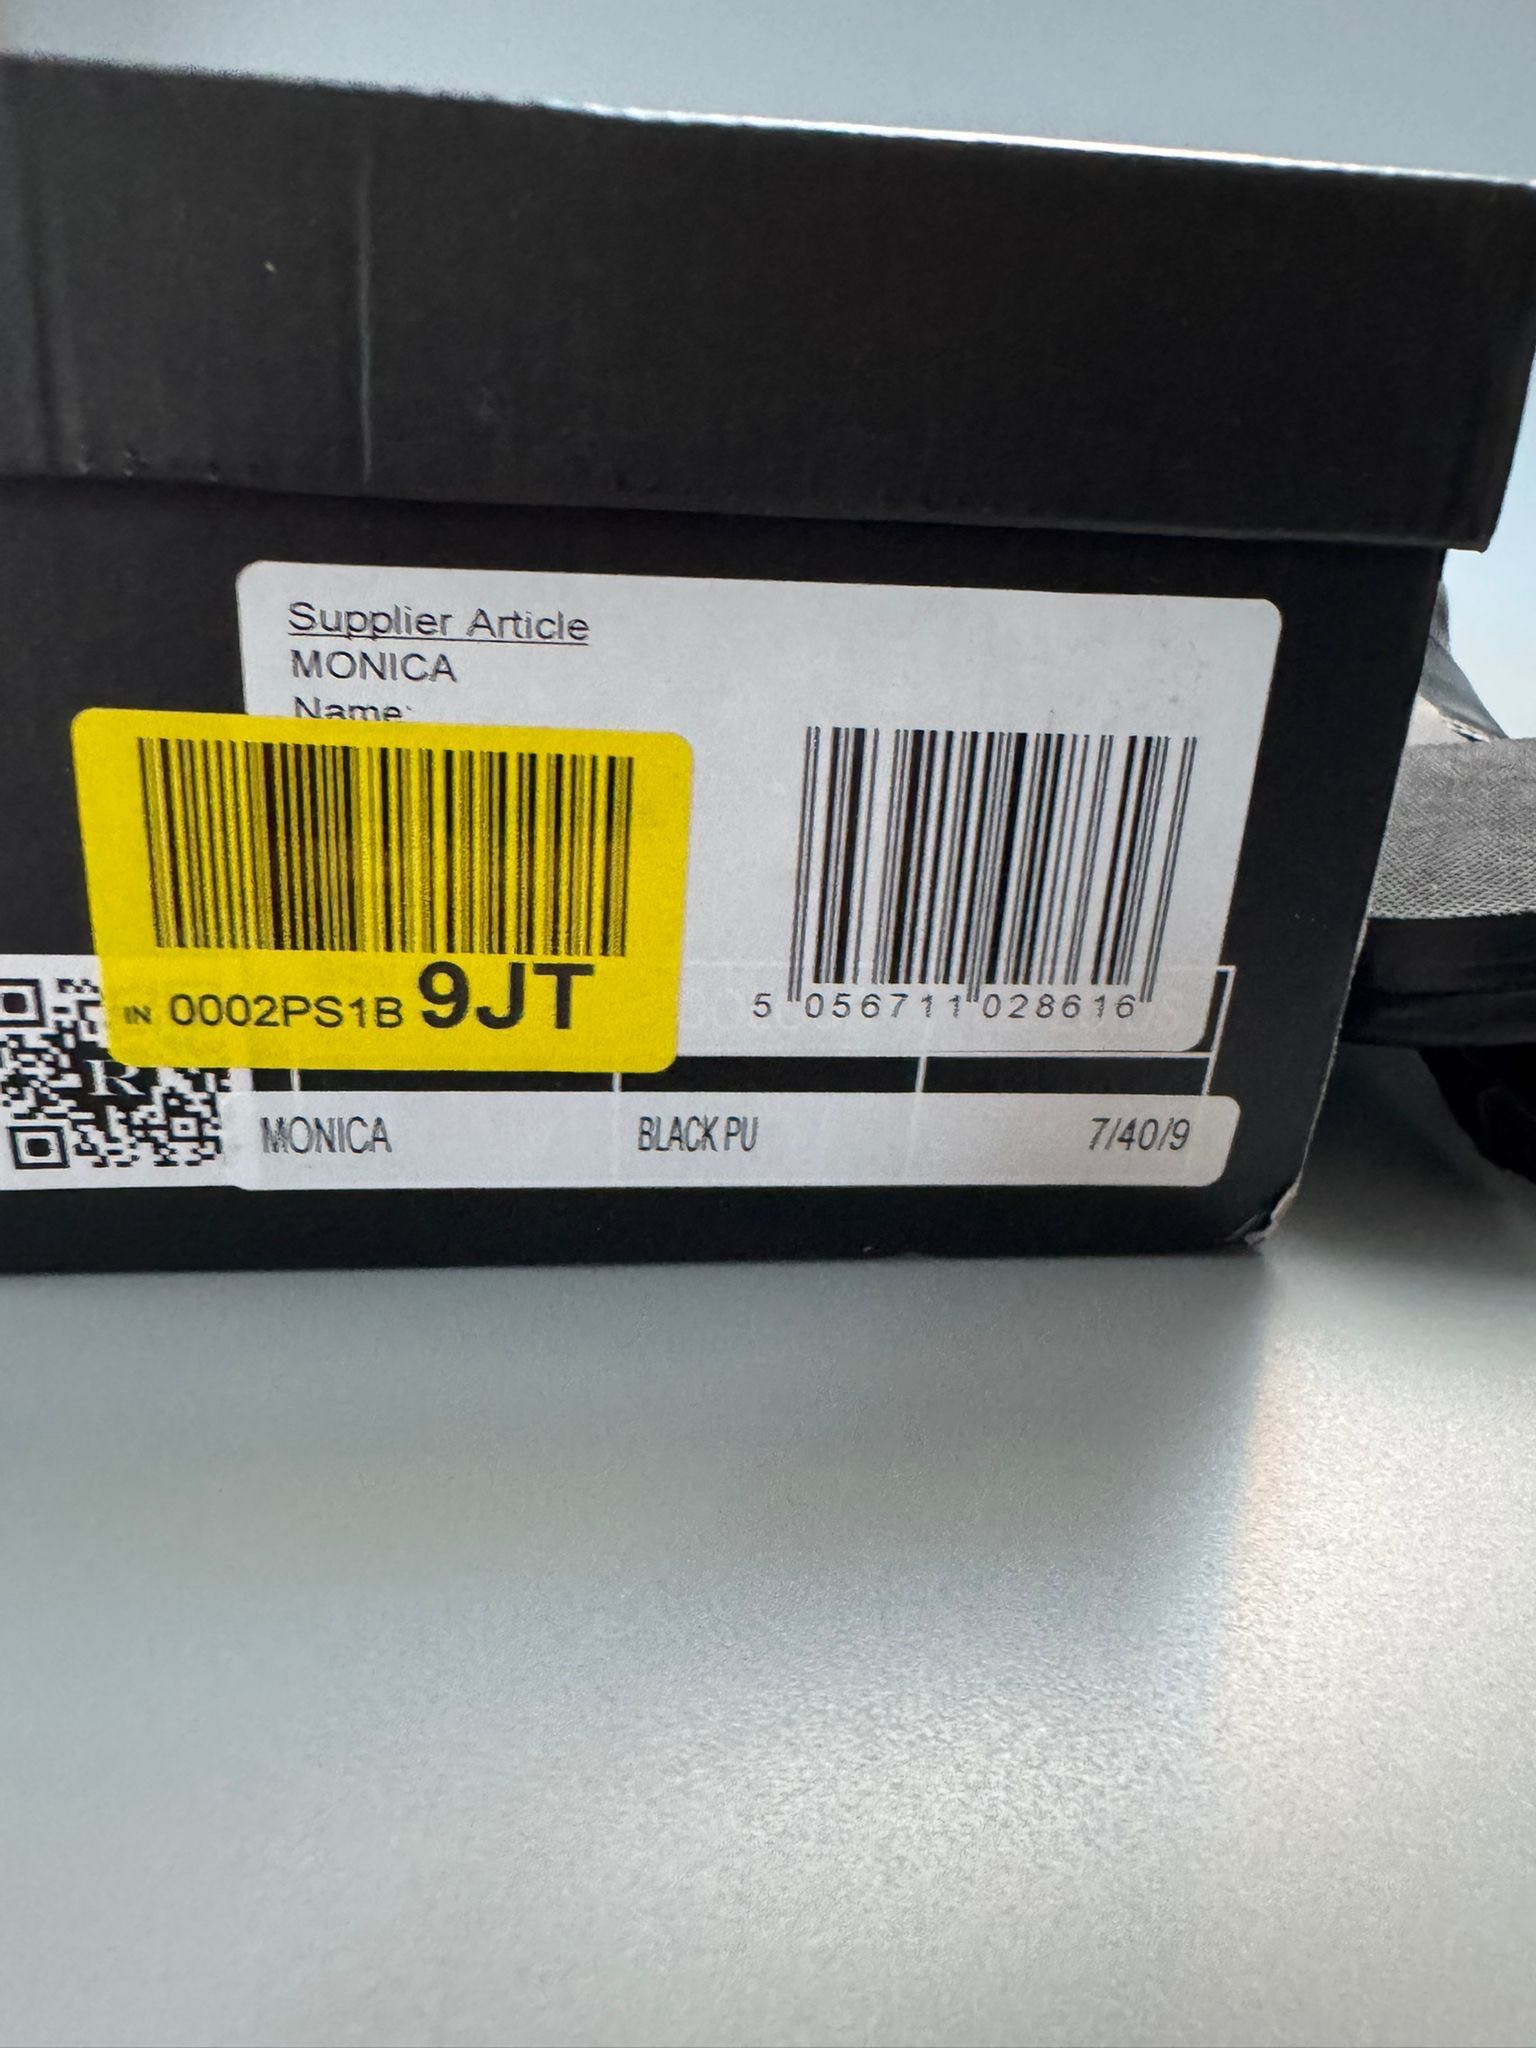 Supplier Article
MONICA
Name:
IN 0002PS1B 9JT
5 056711 028616
R
MONICA BLACK PU 7/40/9